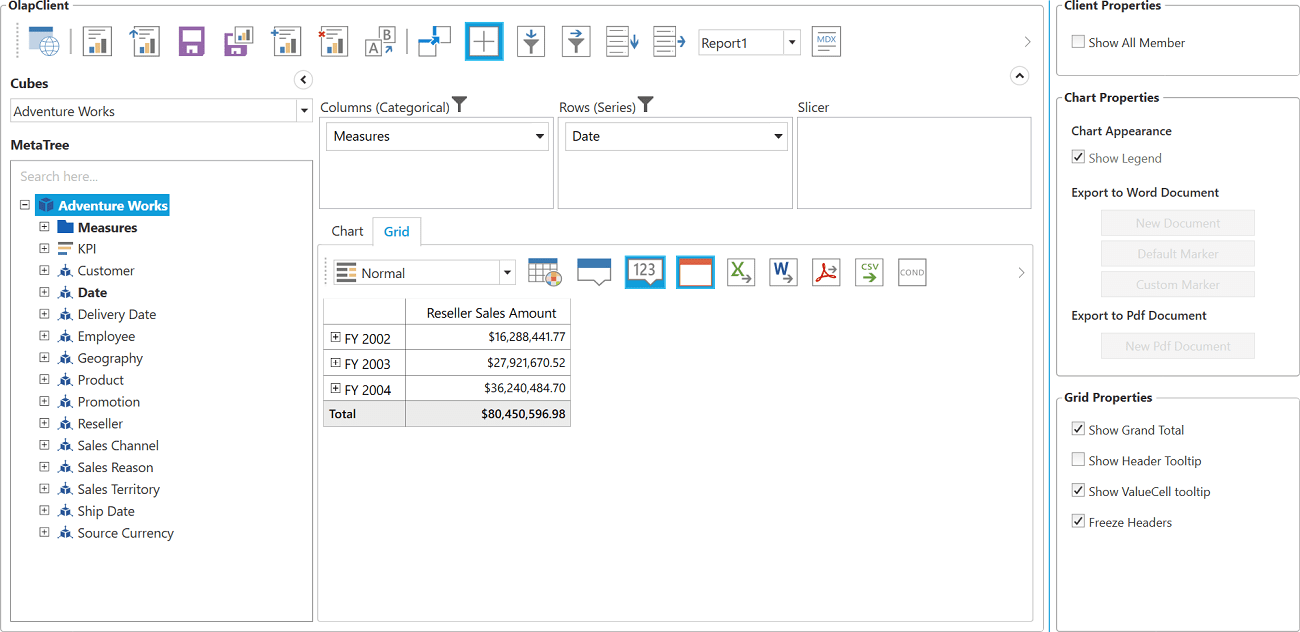 OlapClient
A B
Report1
MDX
Cubes
Adventure Works
MetaTree
Search here...
Adventure Works
Measures
KPI
Customer
Date
Delivery Date
Employee
Geography
Product
Promotion
Reseller
Sales Channel
Sales Reason
Sales Territory
Ship Date
Source Currency
Columns (Categorical)
Measures
Rows (Series)
Date
Slicer
Chart Grid
Normal
123
X
W
CSV
COND
Reseller Sales Amount
FY 2002 $16,288,441.77
FY 2003 $27,921,670.52
FY 2004 $36,240,484.70
Total $80,450,596.98
Client Properties
Show All Member
Chart Properties
Chart Appearance
Show Legend
Export to Word Document
New Document
Default Marker
Custom Marker
Export to Pdf Document
New Pdf Document
Grid Properties
Show Grand Total
Show Header Tooltip
Show ValueCell tooltip
Freeze Headers